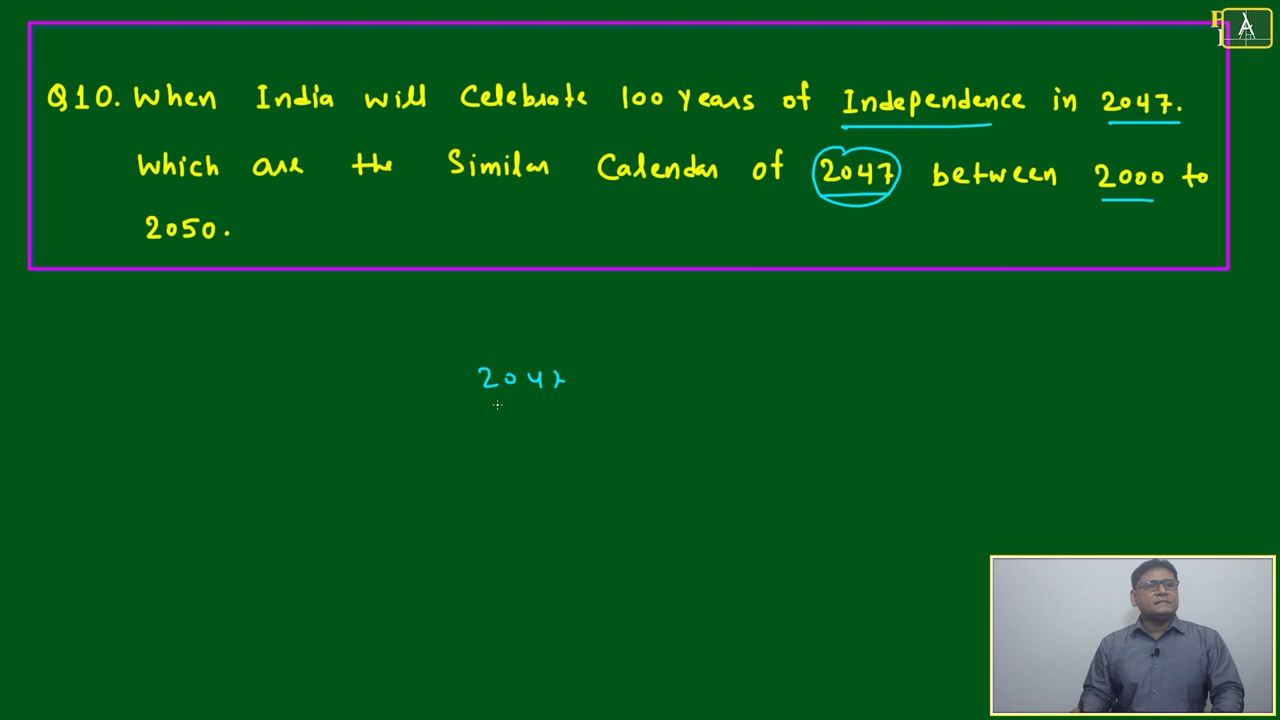 Q10. When India will Celebrate 100 years of Independence in 2047.
Which are the Similar Calendar of 2047 between 2000 to
2050.
2047